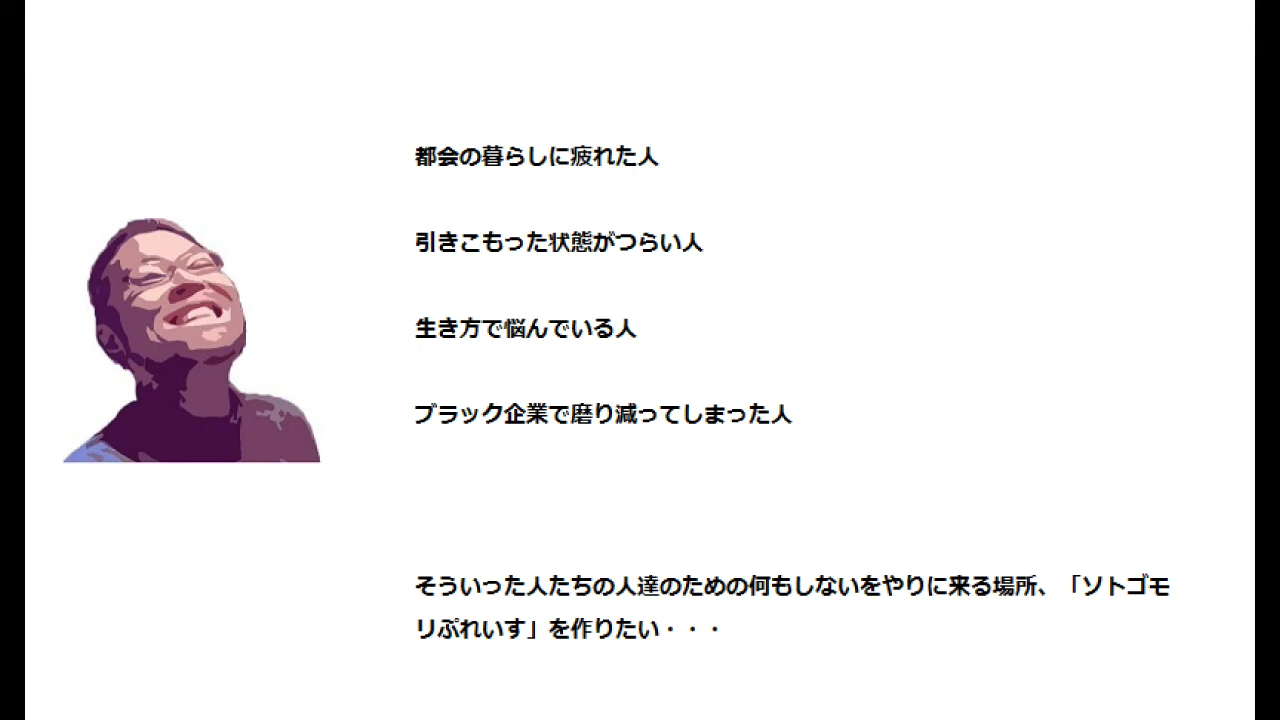 都会の暮らしに疲れた人
引きこもった状態がつらい人
生き方で悩んでいる人
ブラック企業で磨り減ってしまった人
そういった人たちの人達のための何もしないをやりに来る場所、「ソトゴモ
リぷれいす」を作りたい・・・